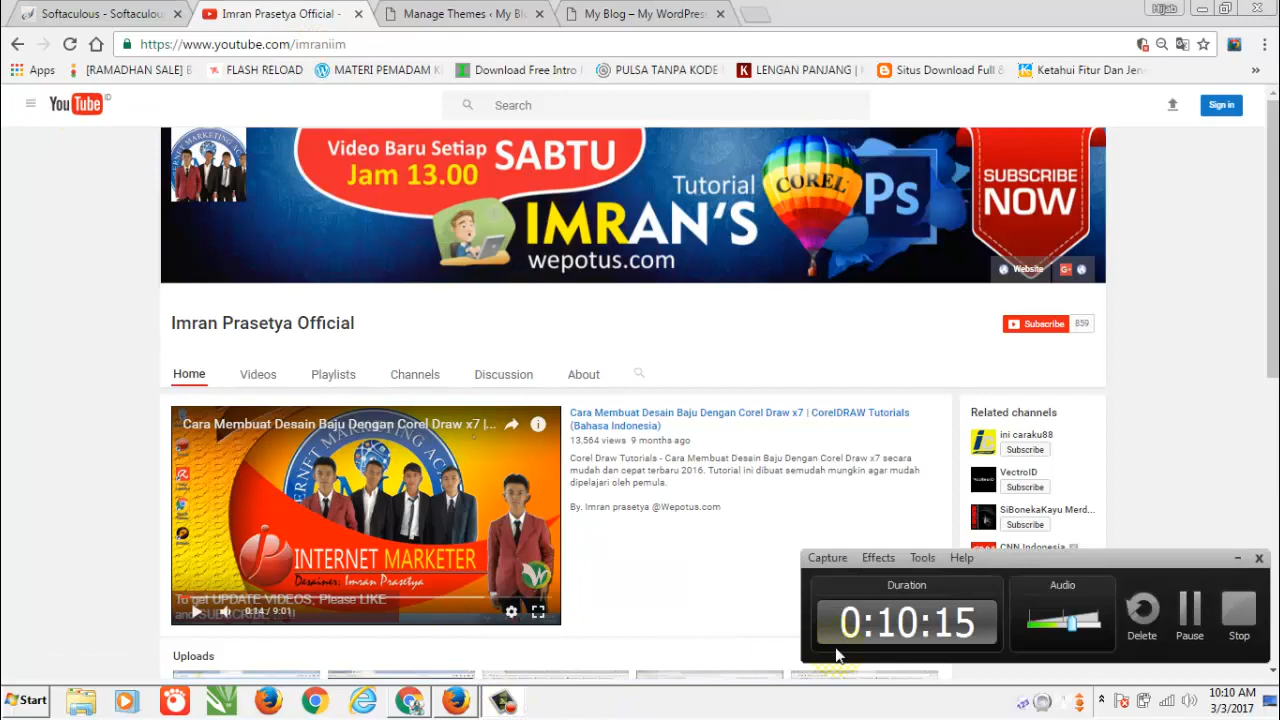 Softaculous - Softaculou
Imran Prasetya Official -
Manage Themes ‹ My Bl
My Blog – My WordPress
Hijab
https://www.youtube.com/imraniim
Apps
[RAMADHAN SALE] B
FLASH RELOAD
MATERI PEMADAM K
Download Free Intro
PULSA TANPA KODE
LENGAN PANJANG |
Situs Download Full &
Ketahui Fitur Dan Jen
»
YouTube ID
Search
Sign in
Video Baru Setiap SABTU
Jam 13.00
Tutorial
IMRAN'S
wepotus.com
COREL
Ps
SUBSCRIBE
NOW
Website
G+
Imran Prasetya Official
Subscribe 859
Home
Videos
Playlists
Channels
Discussion
About
Cara Membuat Desain Baju Dengan Corel Draw x7 |...
INTERNET MARKETER
Desainer: Imran Prasetya
To get UPDATE VIDEOS, Please LIKE
0:14 / 9:01
Cara Membuat Desain Baju Dengan Corel Draw x7 | CorelDRAW Tutorials
(Bahasa Indonesia)
13,564 views 9 months ago
Corel Draw Tutorials - Cara Membuat Desain Baju Dengan Corel Draw x7 secara
mudah dan cepat terbaru 2016. Tutorial ini dibuat semudah mungkin agar mudah
dipelajari oleh pemula.
By. Imran prasetya @Wepotus.com
Related channels
ini caraku88
Subscribe
VectroID
Subscribe
SiBonekaKayu Merd...
Subscribe
CNN Indonesia
Uploads
Capture
Effects
Tools
Help
Duration
0:10:15
Audio
Delete
Pause
Stop
Start
10:10 AM
3/3/2017